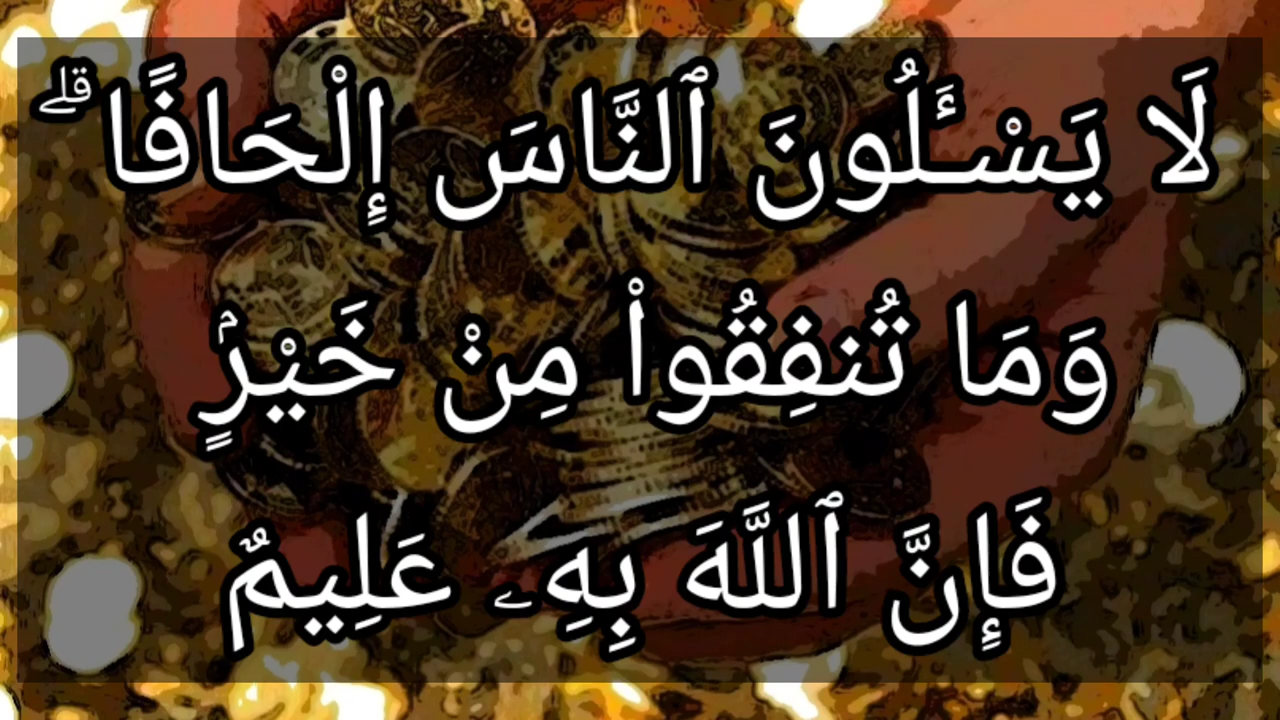 لَا يَسْـَٔلُونَ ٱلنَّاسَ إِلْحَافًا ۗ
وَمَا تُنفِقُوا۟ مِنْ خَيْرٍۢ
فَإِنَّ ٱللَّهَ بِهِۦ عَلِيمٌ